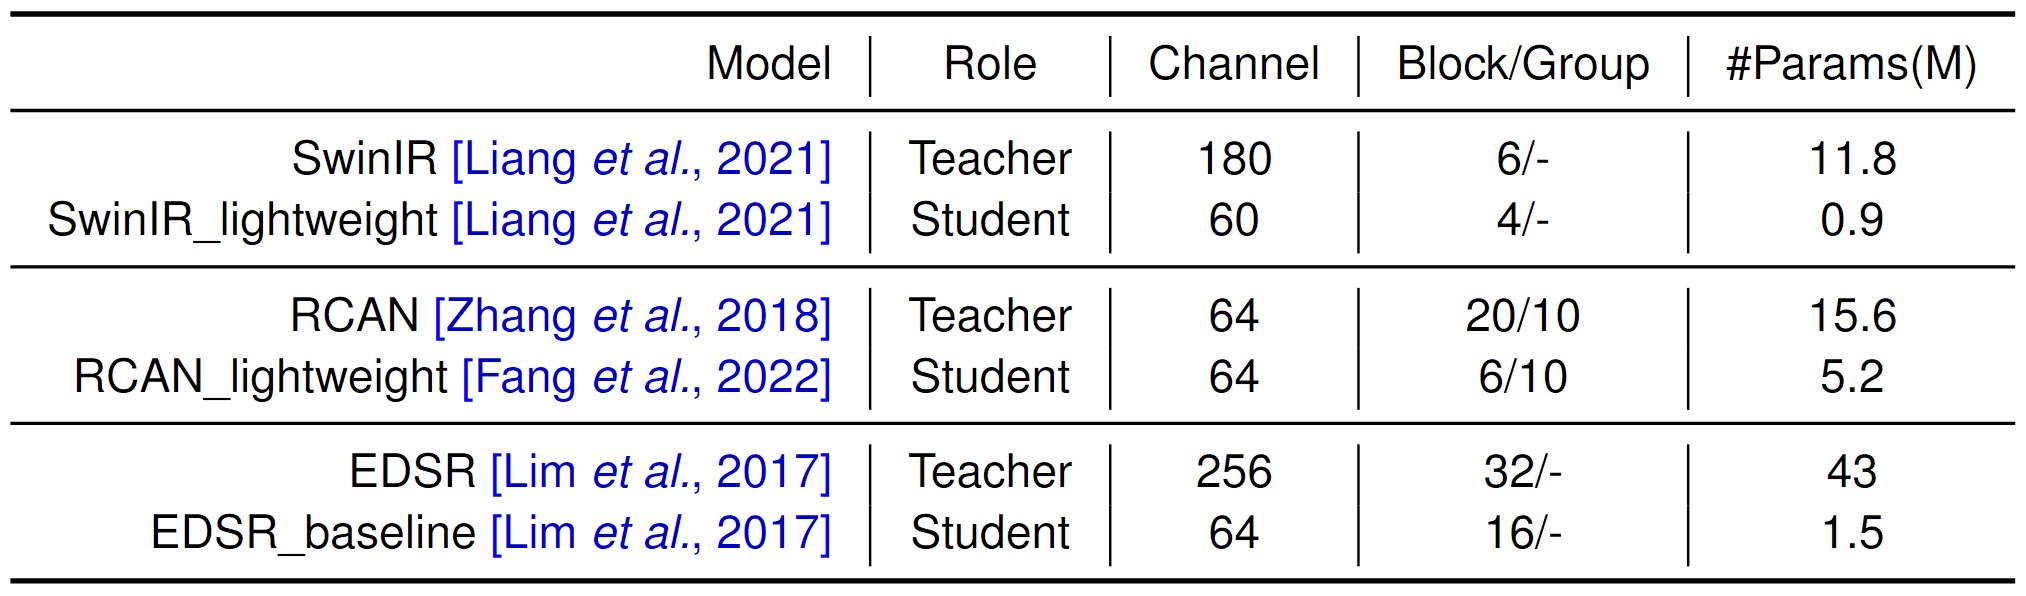 Model Role Channel Block/Group #Params(M)
SwinIR [Liang et al., 2021] Teacher 180 6/- 11.8
SwinIR_lightweight [Liang et al., 2021] Student 60 4/- 0.9
RCAN [Zhang et al., 2018] Teacher 64 20/10 15.6
RCAN_lightweight [Fang et al., 2022] Student 64 6/10 5.2
EDSR [Lim et al., 2017] Teacher 256 32/- 43
EDSR_baseline [Lim et al., 2017] Student 64 16/- 1.5